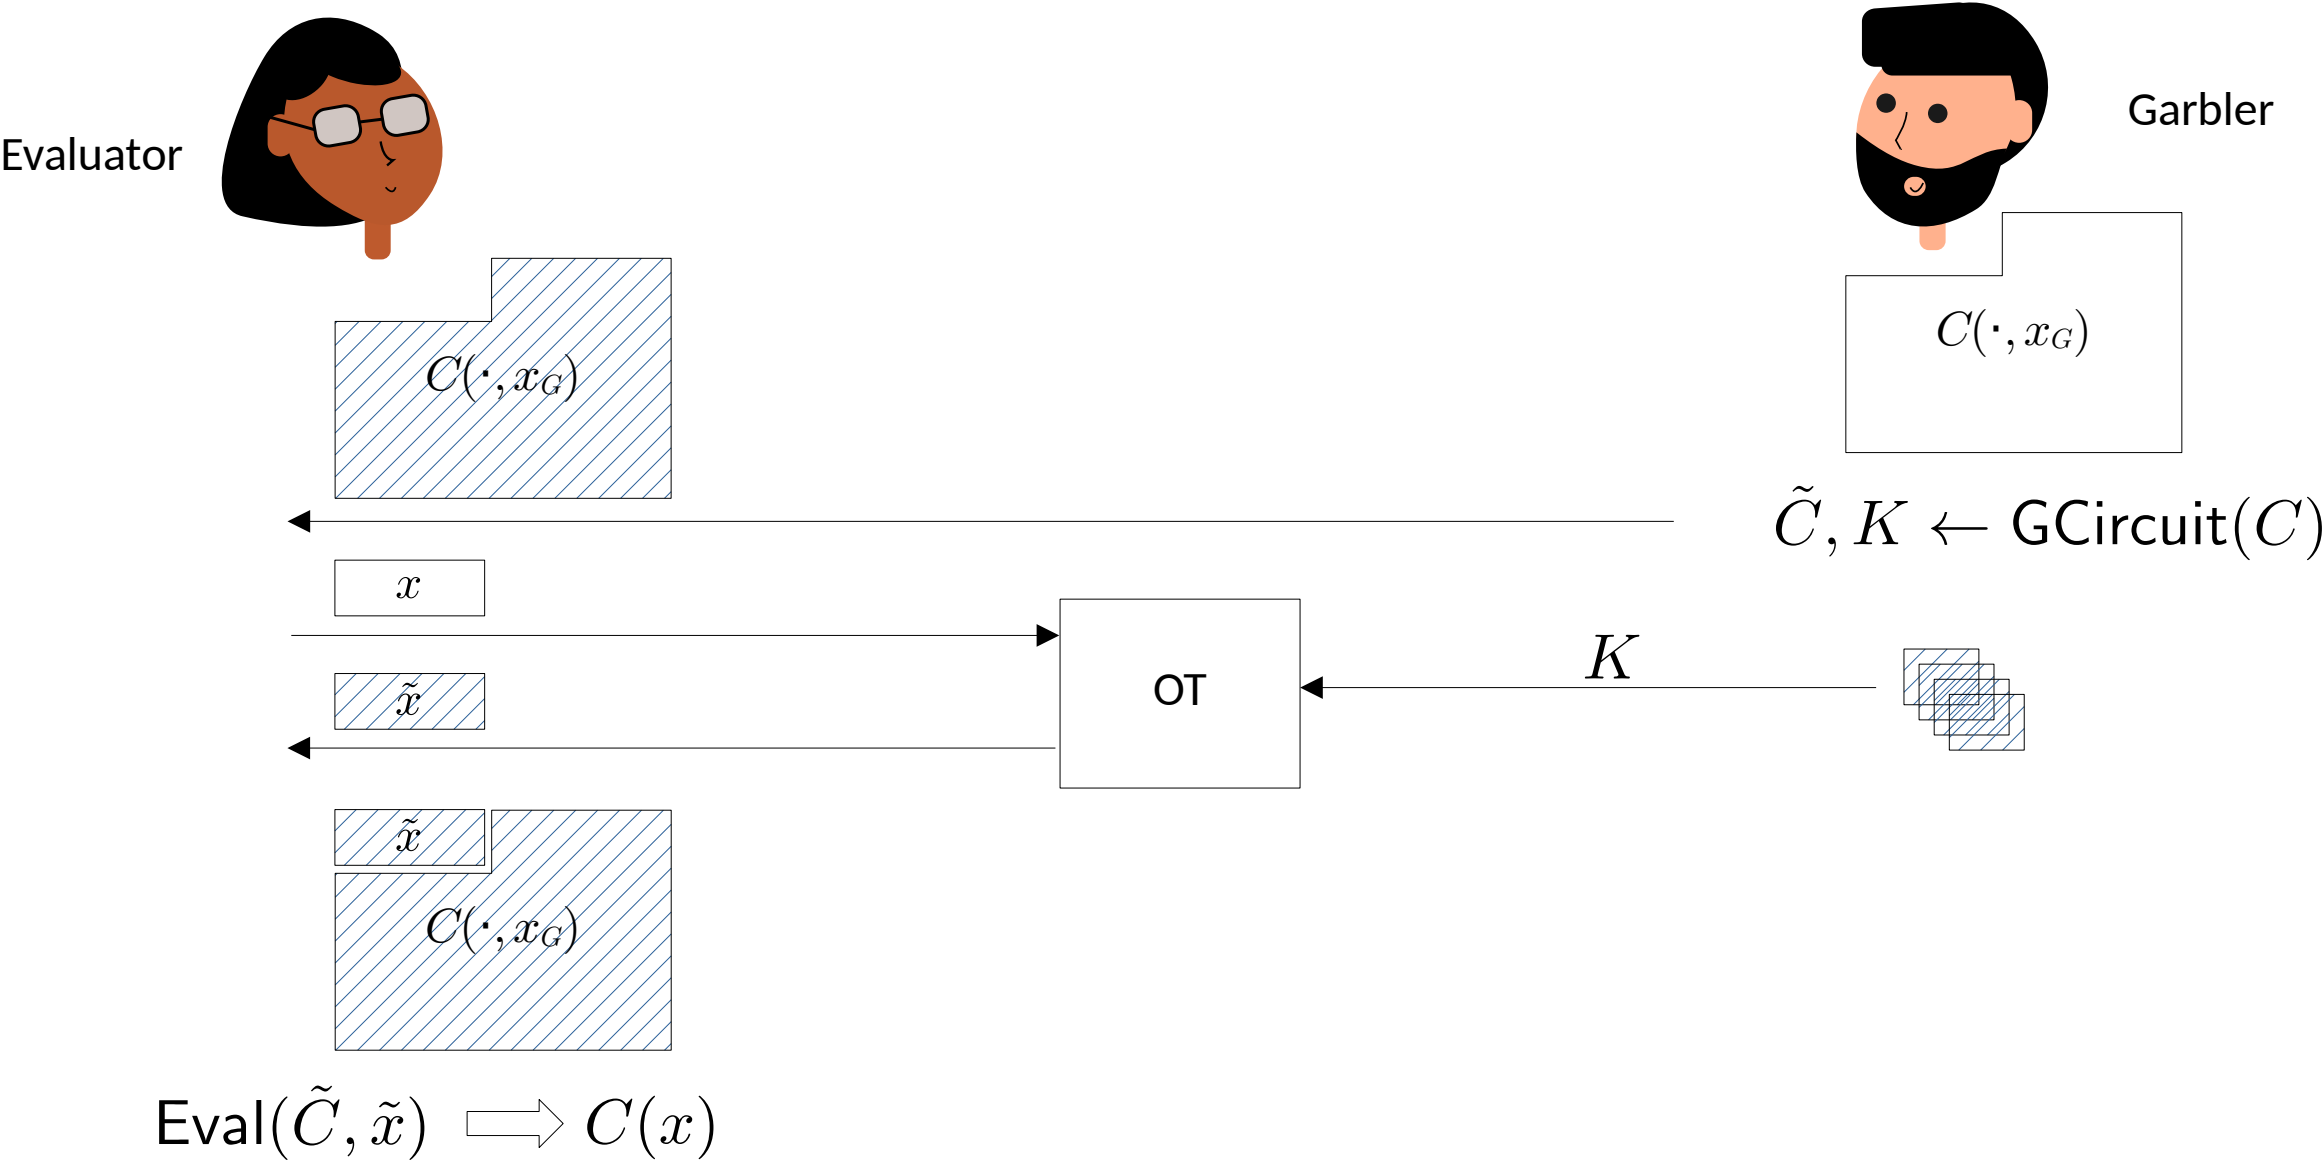 Evaluator
Garbler
C(·, x_G)
C(·, x_G)
C̃, K ← GCircuit(C)
x
OT
K
x̃
x̃
C(·, x_G)
Eval(C̃, x̃) ⇨ C(x)